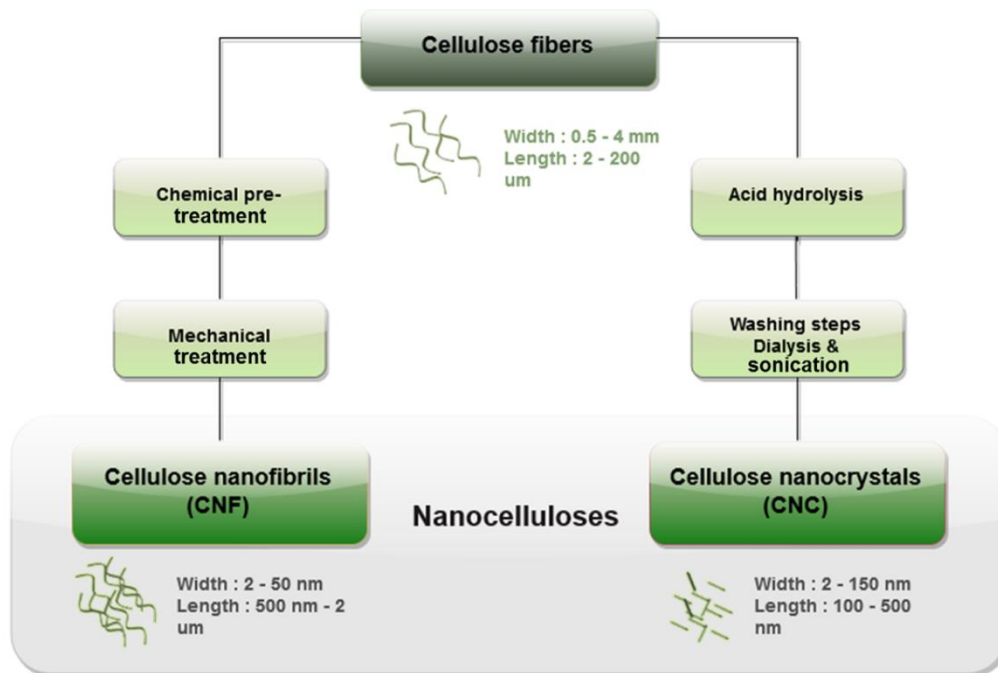 Cellulose fibers
Width : 0.5 - 4 mm
Length : 2 - 200
um
Chemical pre-
treatment
Acid hydrolysis
Mechanical
treatment
Washing steps
Dialysis &
sonication
Cellulose nanofibrils
(CNF)
Nanocelluloses
Cellulose nanocrystals
(CNC)
Width : 2 - 50 nm
Length : 500 nm - 2
um
Width : 2 - 150 nm
Length : 100 - 500
nm